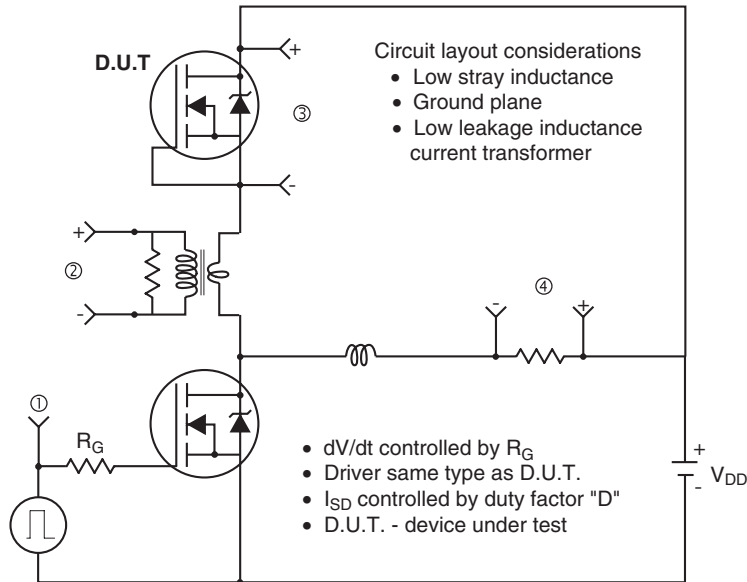 D.U.T
+
③
-
Circuit layout considerations
• Low stray inductance
• Ground plane
• Low leakage inductance
current transformer
+
②
-
-
④
+
①
R_G
• dV/dt controlled by R_G
• Driver same type as D.U.T.
• I_SD controlled by duty factor "D"
• D.U.T. - device under test
+
-
V_DD